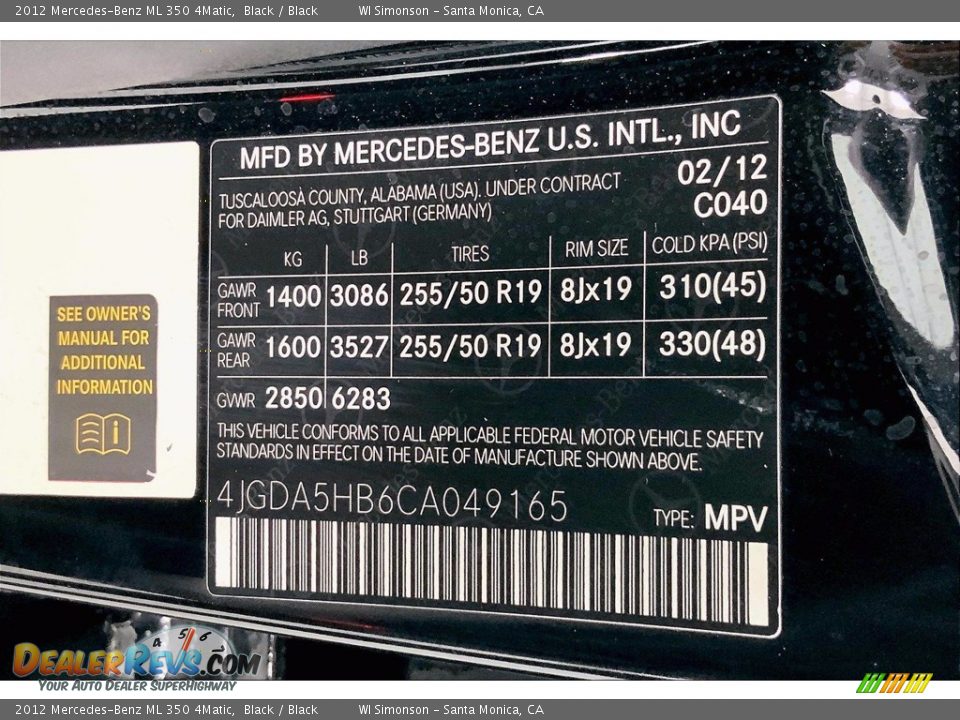 2012 Mercedes-Benz ML 350 4Matic, Black / Black WI Simonson - Santa Monica, CA
MFD BY MERCEDES-BENZ U.S. INTL., INC
TUSCALOOSA COUNTY, ALABAMA (USA). UNDER CONTRACT 02/12
FOR DAIMLER AG, STUTTGART (GERMANY) C040
KG LB TIRES RIM SIZE COLD KPA (PSI)
GAWR FRONT 1400 3086 255/50 R19 8Jx19 310(45)
GAWR REAR 1600 3527 255/50 R19 8Jx19 330(48)
GVWR 2850 6283
THIS VEHICLE CONFORMS TO ALL APPLICABLE FEDERAL MOTOR VEHICLE SAFETY
STANDARDS IN EFFECT ON THE DATE OF MANUFACTURE SHOWN ABOVE.
4JGDA5HB6CA049165
TYPE: MPV
SEE OWNER'S
MANUAL FOR
ADDITIONAL
INFORMATION
4 5 6
DEALERREVS.COM
YOUR AUTO DEALER SUPERHIGHWAY
2012 Mercedes-Benz ML 350 4Matic, Black / Black WI Simonson - Santa Monica, CA